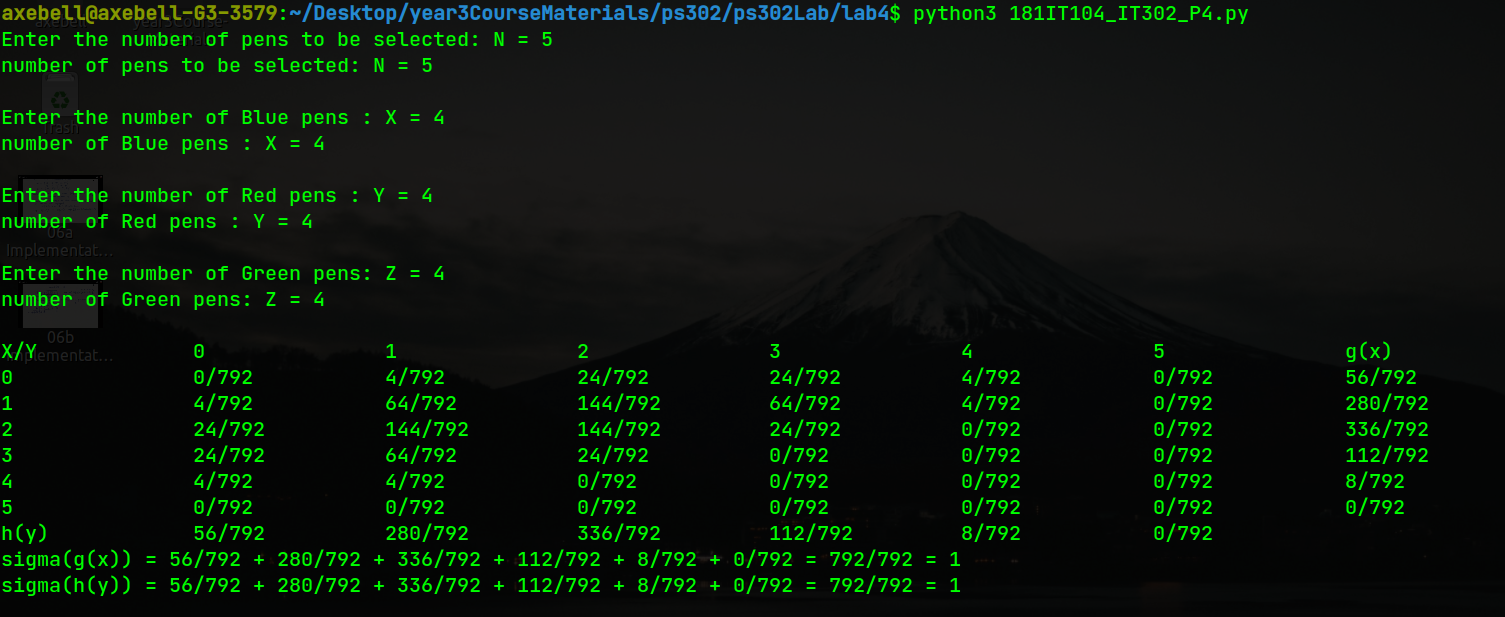 axebell@axebell-G3-3579:~/Desktop/year3CourseMaterials/ps302/ps302Lab/lab4$ python3 181IT104_IT302_P4.py
Enter the number of pens to be selected: N = 5
number of pens to be selected: N = 5
Trash
Enter the number of Blue pens : X = 4
number of Blue pens : X = 4
Enter the number of Red pens : Y = 4
number of Red pens : Y = 4
06a
Implementat...
Enter the number of Green pens: Z = 4
number of Green pens: Z = 4
06b
Implementat...
X/Y 0 1 2 3 4 5 g(x)
0 0/792 4/792 24/792 24/792 4/792 0/792 56/792
1 4/792 64/792 144/792 64/792 4/792 0/792 280/792
2 24/792 144/792 144/792 24/792 0/792 0/792 336/792
3 24/792 64/792 24/792 0/792 0/792 0/792 112/792
4 4/792 4/792 0/792 0/792 0/792 0/792 8/792
5 0/792 0/792 0/792 0/792 0/792 0/792 0/792
h(y) 56/792 280/792 336/792 112/792 8/792 0/792
sigma(g(x)) = 56/792 + 280/792 + 336/792 + 112/792 + 8/792 + 0/792 = 792/792 = 1
sigma(h(y)) = 56/792 + 280/792 + 336/792 + 112/792 + 8/792 + 0/792 = 792/792 = 1